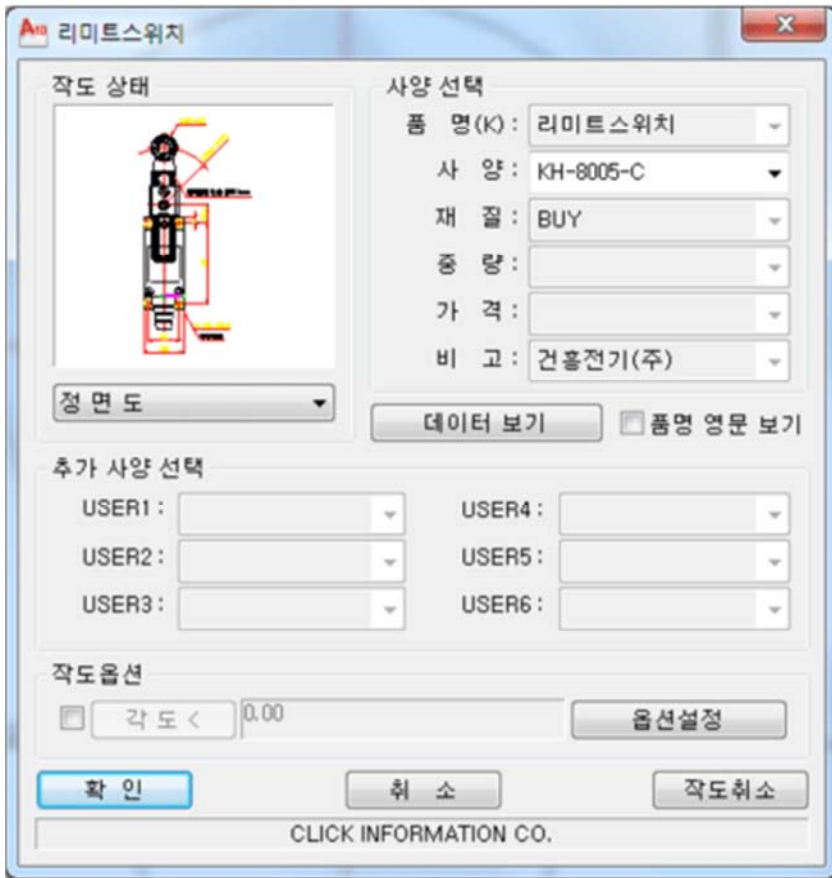 리미트스위치
작도 상태
정 면 도
사양 선택
품 명(K) : 리미트스위치
사 양 : KH-8005-C
재 질 : BUY
중 량 :
가 격 :
비 고 : 건흥전기(주)
데이터 보기 품명 영문 보기
추가 사양 선택
USER1 : USER4 :
USER2 : USER5 :
USER3 : USER6 :
작도옵션
각 도 < 0.00 옵션설정
확 인 취 소 작도취소
CLICK INFORMATION CO.